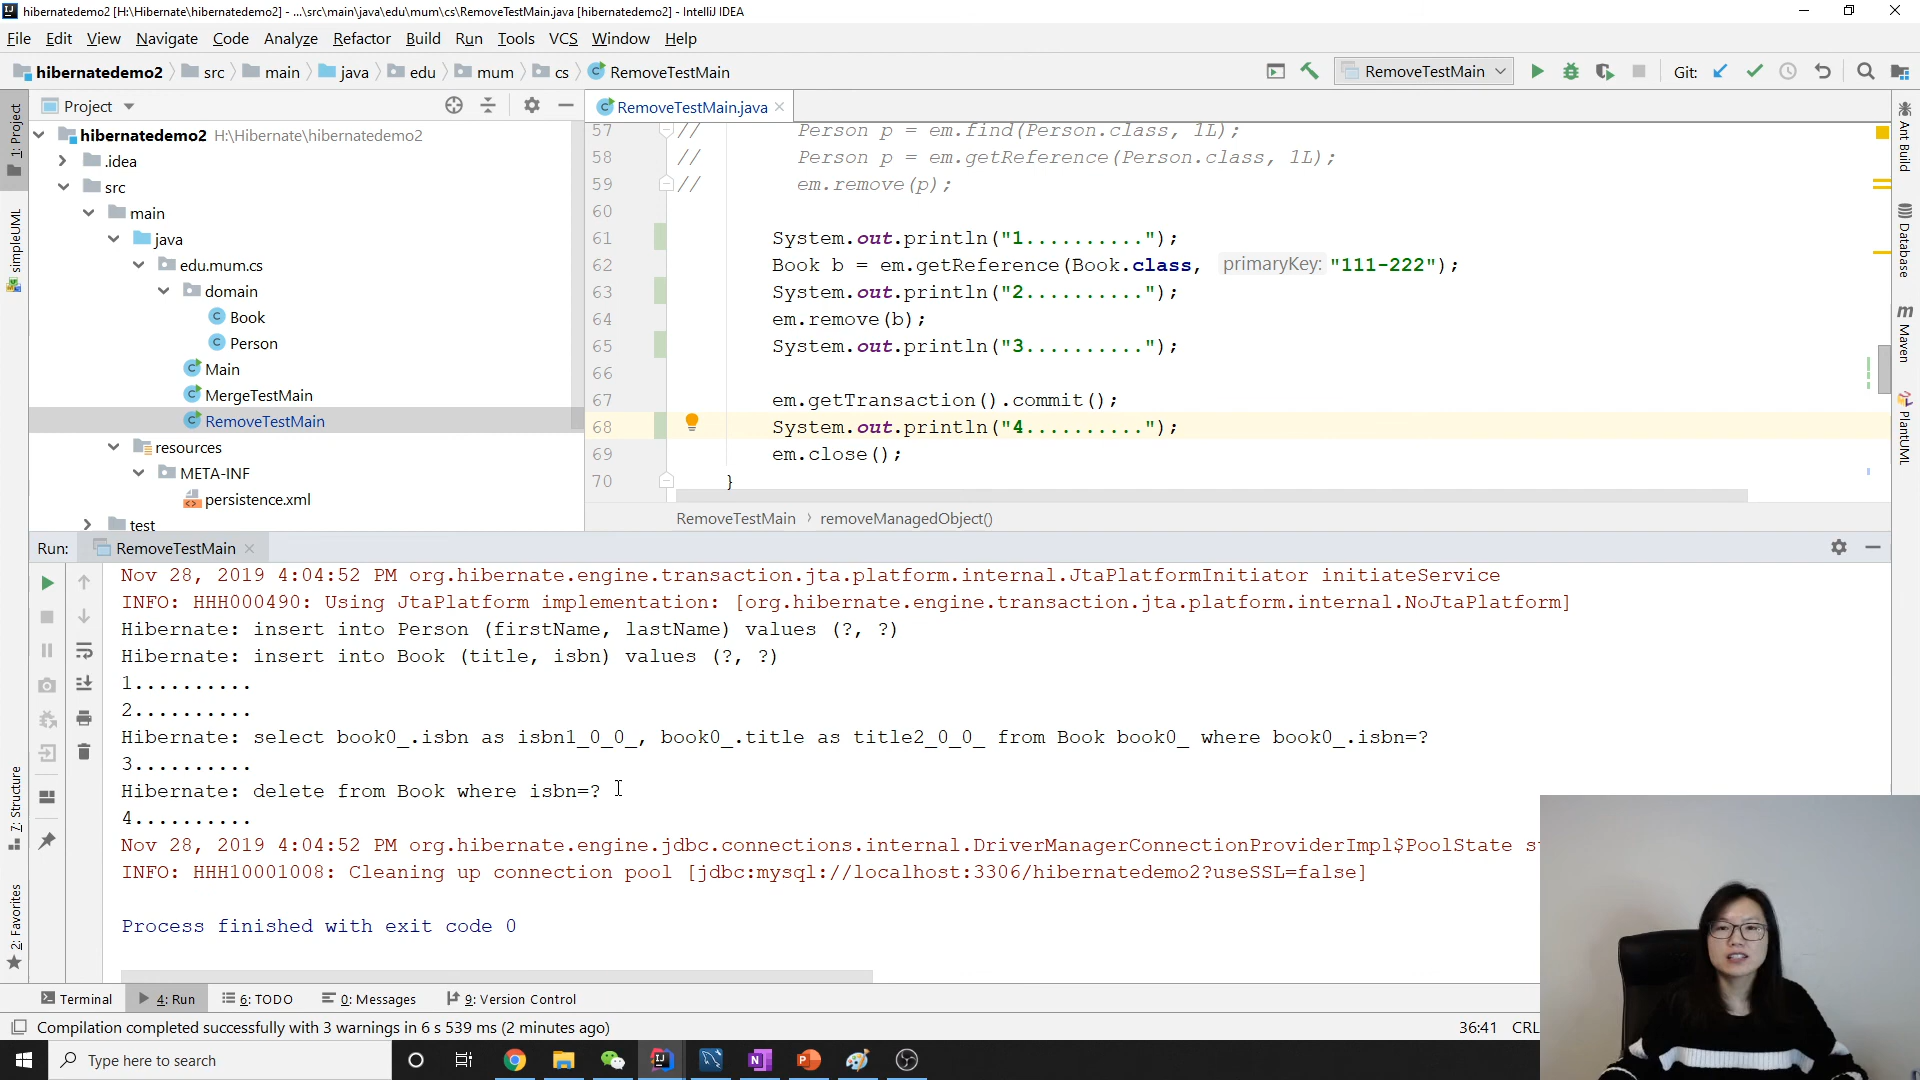 hibernatedemo2 [H:\Hibernate\hibernatedemo2] - ...\src\main\java\edu\mum\cs\RemoveTestMain.java [hibernatedemo2] - IntelliJ IDEA
File Edit View Navigate Code Analyze Refactor Build Run Tools VCS Window Help
hibernatedemo2 src main java edu mum cs RemoveTestMain RemoveTestMain Git:
Project
RemoveTestMain.java
hibernatedemo2 H:\Hibernate\hibernatedemo2
.idea
src
main
java
edu.mum.cs
domain
Book
Person
Main
MergeTestMain
RemoveTestMain
resources
META-INF
persistence.xml
test
57 // Person p = em.find(Person.class, 1L);
58 // Person p = em.getReference(Person.class, 1L);
59 // em.remove(p);
60
61 System.out.println("1..........");
62 Book b = em.getReference(Book.class, primaryKey: "111-222");
63 System.out.println("2..........");
64 em.remove(b);
65 System.out.println("3..........");
66
67 em.getTransaction().commit();
68 System.out.println("4..........");
69 em.close();
70 }
RemoveTestMain › removeManagedObject()
1: Project
simpleUML
7: Structure
2: Favorites
Ant Build
Database
Maven
PlantUML
Run: RemoveTestMain
Nov 28, 2019 4:04:52 PM org.hibernate.engine.transaction.jta.platform.internal.JtaPlatformInitiator initiateService
INFO: HHH000490: Using JtaPlatform implementation: [org.hibernate.engine.transaction.jta.platform.internal.NoJtaPlatform]
Hibernate: insert into Person (firstName, lastName) values (?, ?)
Hibernate: insert into Book (title, isbn) values (?, ?)
1..........
2..........
Hibernate: select book0_.isbn as isbn1_0_0_, book0_.title as title2_0_0_ from Book book0_ where book0_.isbn=?
3..........
Hibernate: delete from Book where isbn=?
4..........
Nov 28, 2019 4:04:52 PM org.hibernate.engine.jdbc.connections.internal.DriverManagerConnectionProviderImpl$PoolState
INFO: HHH10001008: Cleaning up connection pool [jdbc:mysql://localhost:3306/hibernatedemo2?useSSL=false]
Process finished with exit code 0
Terminal 4: Run 6: TODO 0: Messages 9: Version Control
Compilation completed successfully with 3 warnings in 6 s 539 ms (2 minutes ago)
36:41 CRL
Type here to search